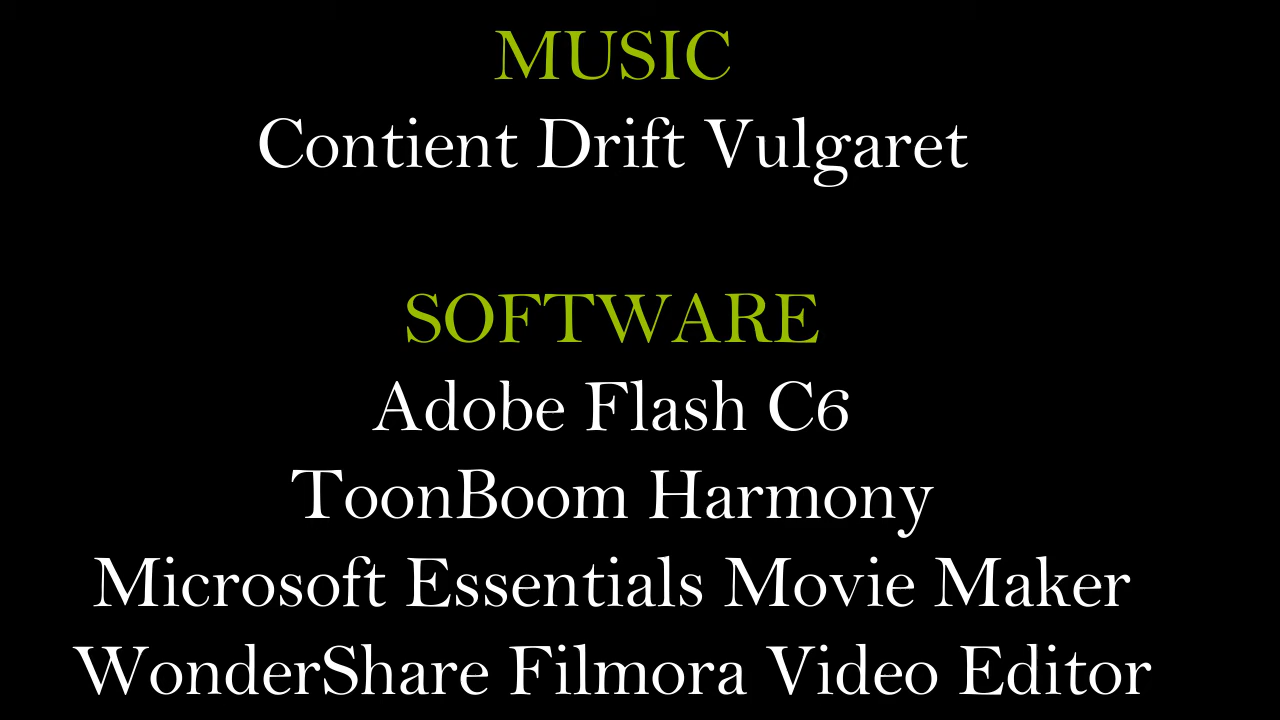 MUSIC
Contient Drift Vulgaret
SOFTWARE
Adobe Flash C6
ToonBoom Harmony
Microsoft Essentials Movie Maker
WonderShare Filmora Video Editor